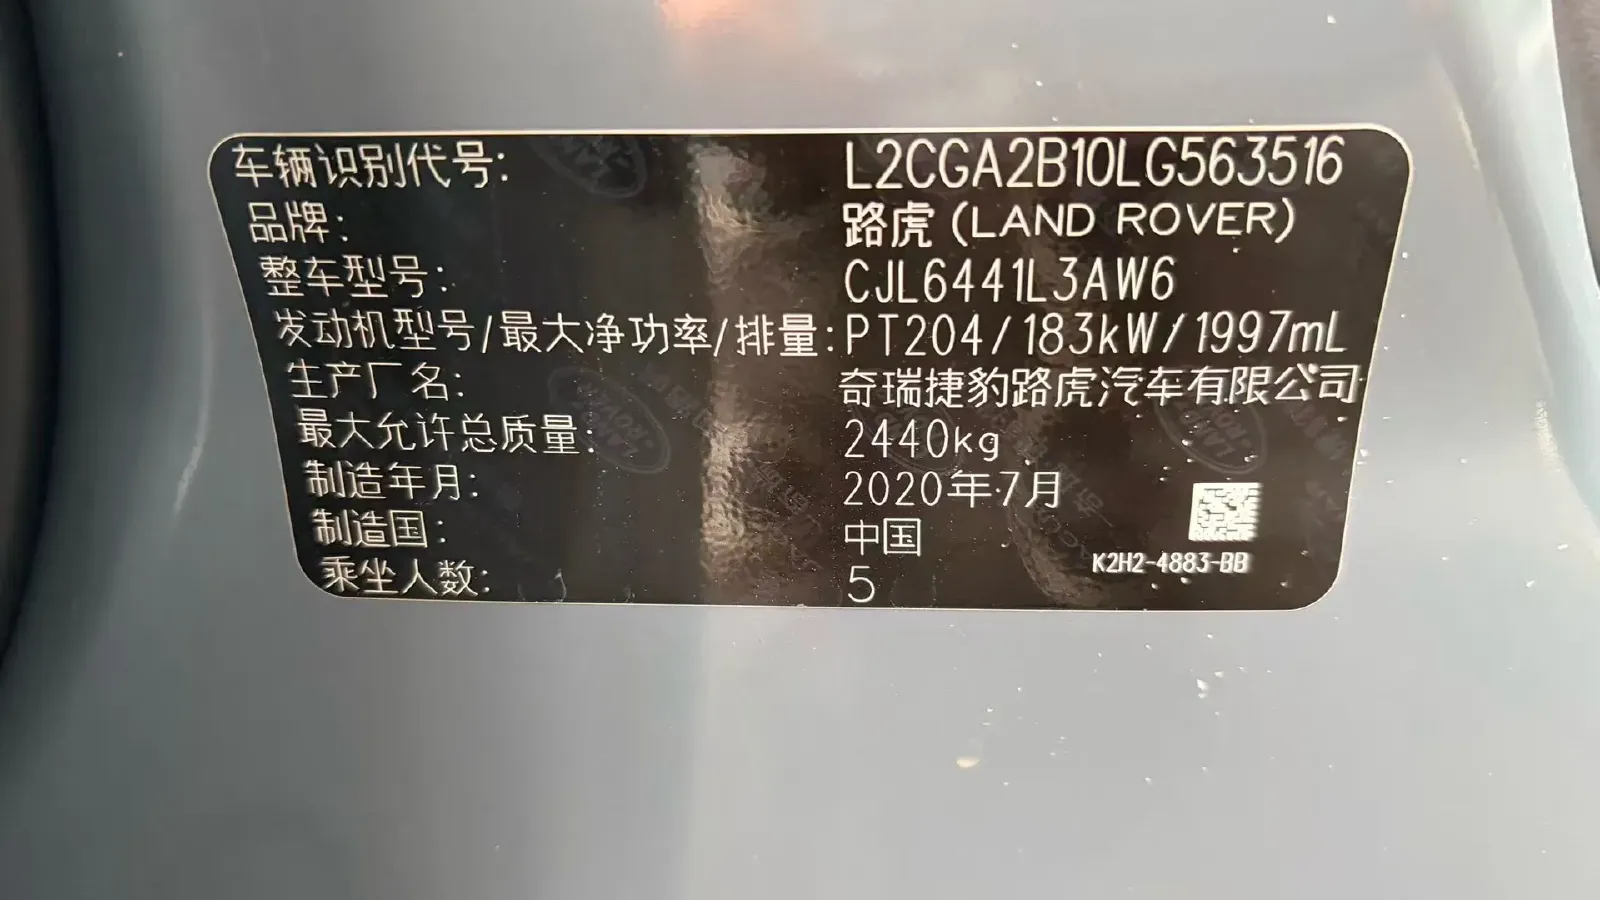 车辆识别代号: L2CGA2B10LG563516
品牌: 路虎(LAND ROVER)
整车型号: CJL6441L3AW6
发动机型号/最大净功率/排量: PT204/183kW/1997mL
生产厂名: 奇瑞捷豹路虎汽车有限公司
最大允许总质量: 2440kg
制造年月: 2020年7月
制造国: 中国
乘坐人数: 5
K2H2-4883-BB